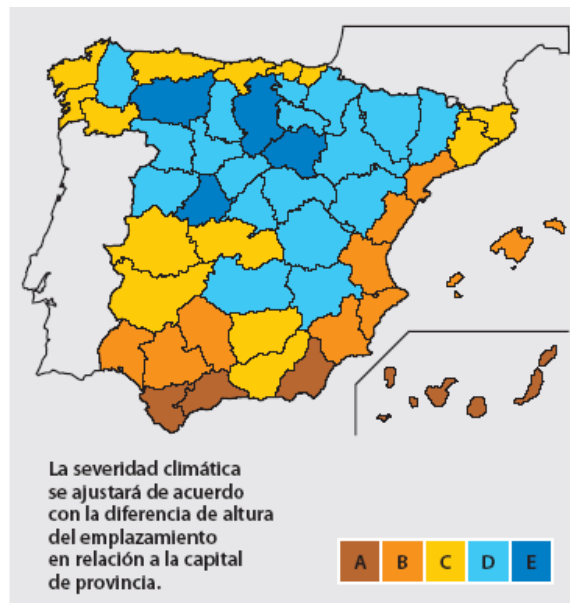 La severidad climática
se ajustará de acuerdo
con la diferencia de altura
del emplazamiento
en relación a la capital
de provincia.
A B C D E